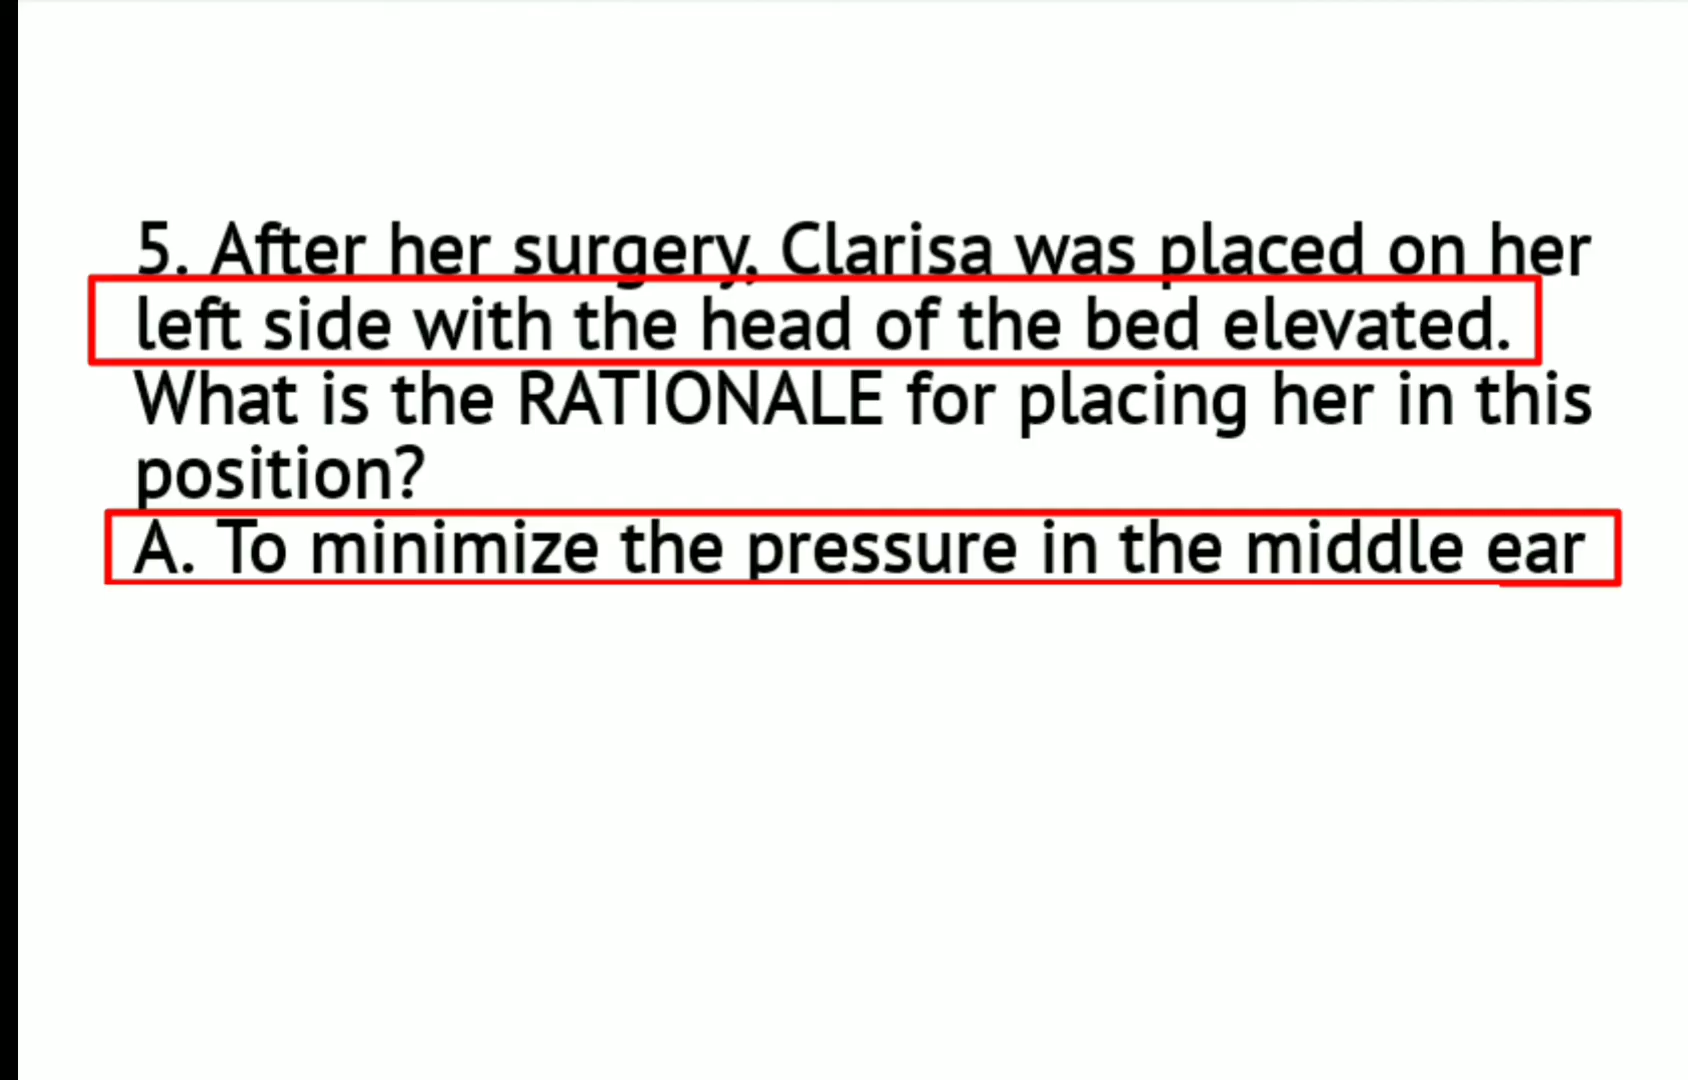 5. After her surgery, Clarisa was placed on her
left side with the head of the bed elevated.
What is the RATIONALE for placing her in this
position?
A. To minimize the pressure in the middle ear